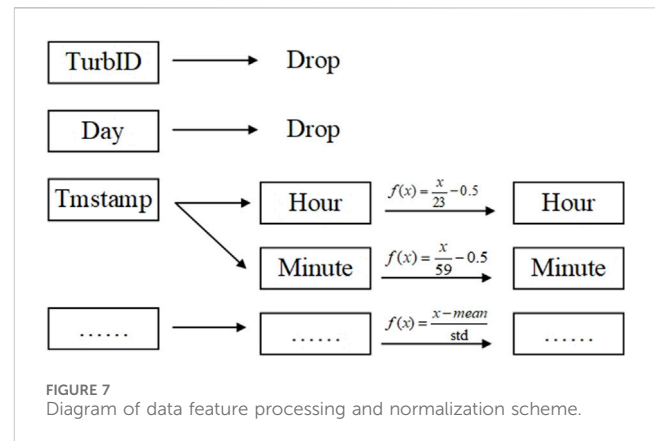 TurbID Drop
Day Drop
Tmstamp Hour f(x)=x/23−0.5 Hour
Minute f(x)=x/59−0.5 Minute
...... ...... f(x)=x−mean/std ......
FIGURE 7
Diagram of data feature processing and normalization scheme.